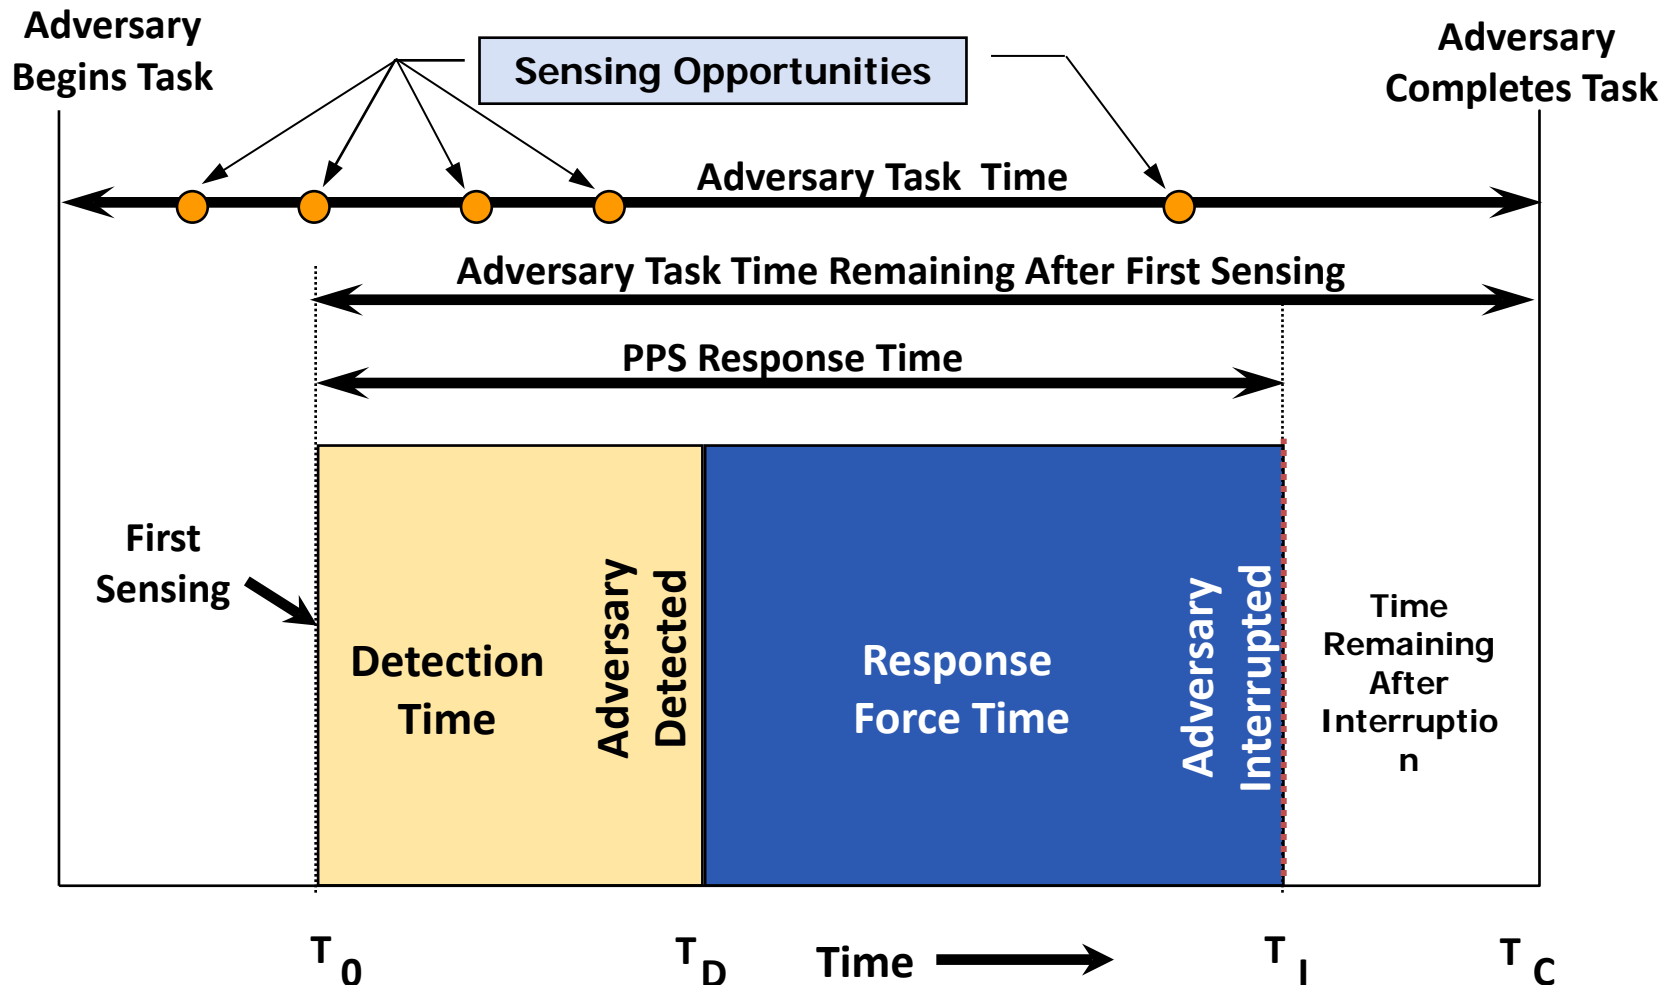 Adversary
Begins Task
Sensing Opportunities
Adversary
Completes Task
Adversary Task Time
Adversary Task Time Remaining After First Sensing
PPS Response Time
First
Sensing
Detection
Time
Adversary
Detected
Response
Force Time
Adversary
Interrupted
Time
Remaining
After
Interruptio
n
T0
TD
Time
TI
TC